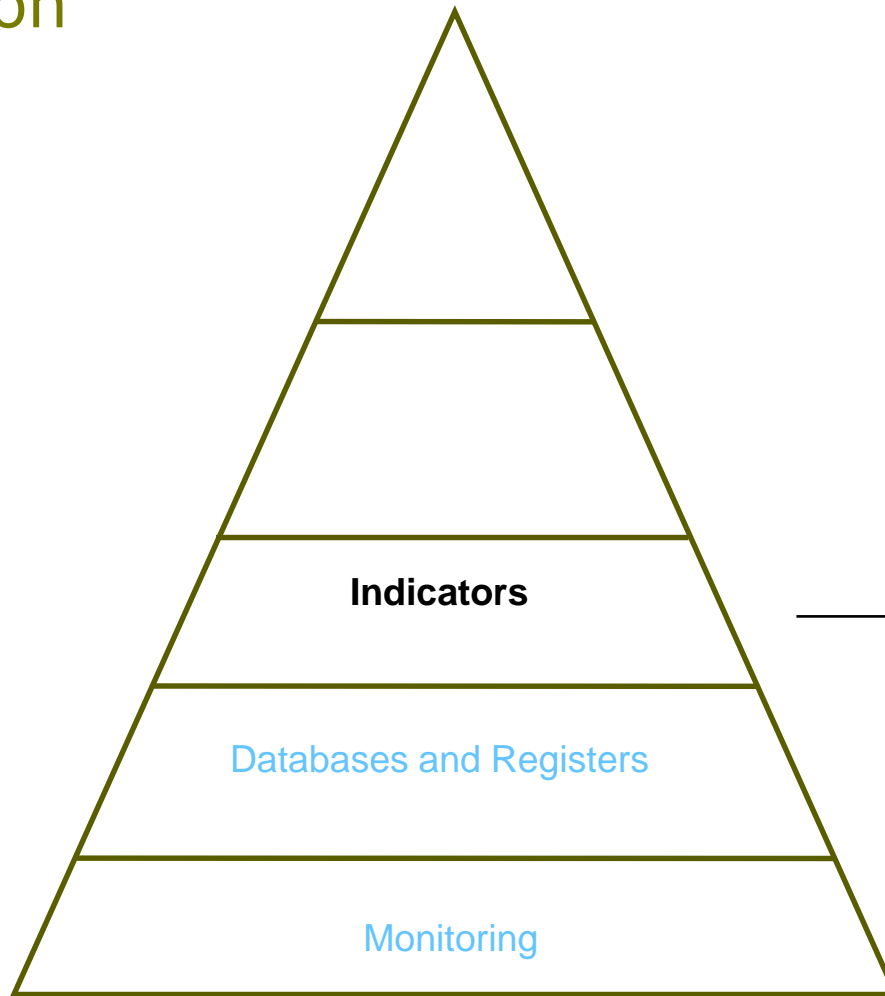 Indicators
Databases and Registers
Monitoring